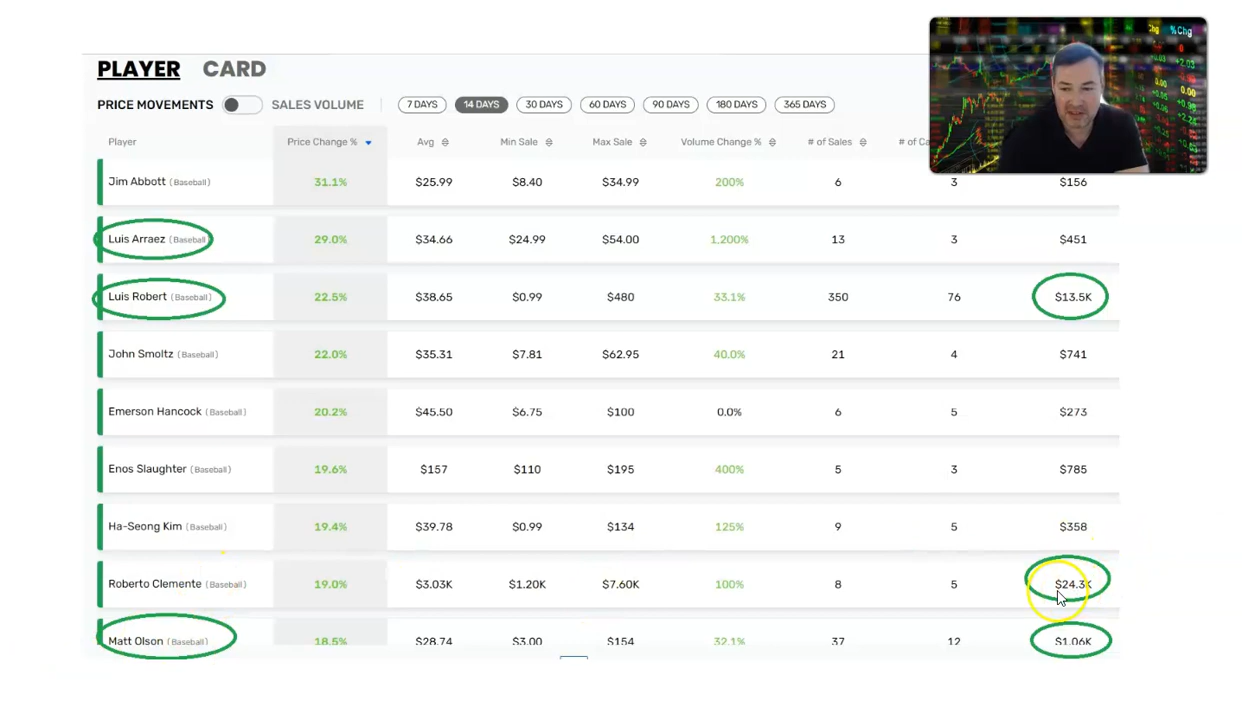 PLAYER CARD
PRICE MOVEMENTS SALES VOLUME 7 DAYS 14 DAYS 30 DAYS 60 DAYS 90 DAYS 180 DAYS 365 DAYS
Player Price Change % Avg Min Sale Max Sale Volume Change % # of Sales # of
Jim Abbott (Baseball) 31.1% $25.99 $8.40 $34.99 200% 6 3 $156
Luis Arraez (Baseball) 29.0% $34.66 $24.99 $54.00 1,200% 13 3 $451
Luis Robert (Baseball) 22.5% $38.65 $0.99 $480 33.1% 350 76 $13.5K
John Smoltz (Baseball) 22.0% $35.31 $7.81 $62.95 40.0% 21 4 $741
Emerson Hancock (Baseball) 20.2% $45.50 $6.75 $100 0.0% 6 5 $273
Enos Slaughter (Baseball) 19.6% $157 $110 $195 400% 5 3 $785
Ha-Seong Kim (Baseball) 19.4% $39.78 $0.99 $134 125% 9 5 $358
Roberto Clemente (Baseball) 19.0% $3.03K $1.20K $7.60K 100% 8 5 $24.3K
Matt Olson (Baseball) 18.5% $28.74 $3.00 $154 32.1% 37 12 $1.06K